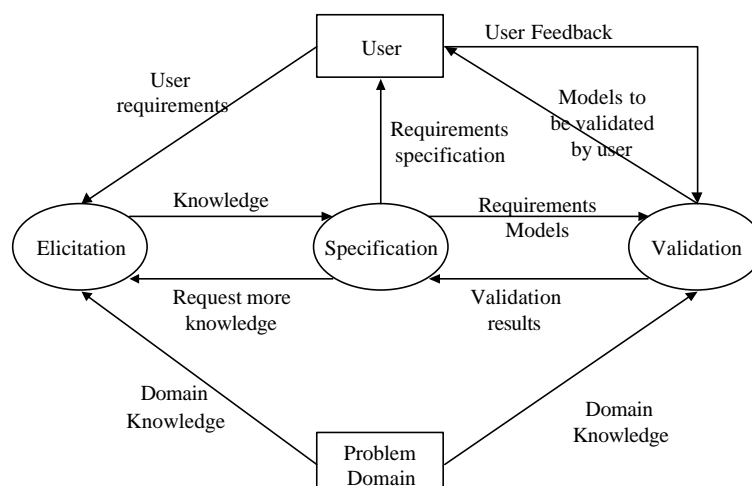 User
User Feedback
User
requirements
Models to
be validated
by user
Requirements
specification
Knowledge
Requirements
Models
Elicitation
Specification
Validation
Request more
knowledge
Validation
results
Domain
Knowledge
Domain
Knowledge
Problem
Domain